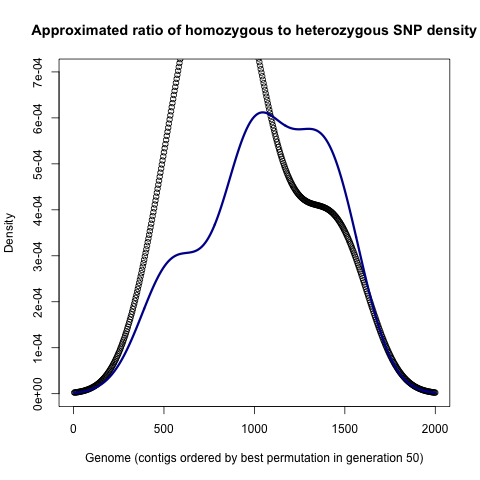 Approximated ratio of homozygous to heterozygous SNP density
7e-04
6e-04
5e-04
4e-04
3e-04
2e-04
1e-04
0e+00
Density
0 500 1000 1500 2000
Genome (contigs ordered by best permutation in generation 50)